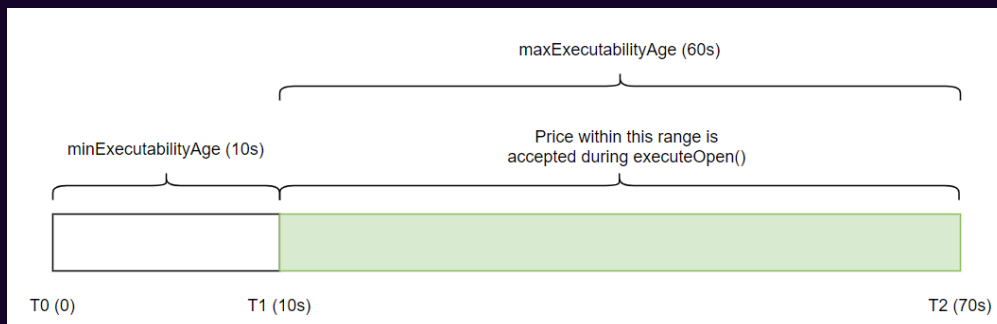 maxExecutabilityAge (60s)
minExecutabilityAge (10s)
Price within this range is
accepted during executeOpen()
T0 (0)
T1 (10s)
T2 (70s)